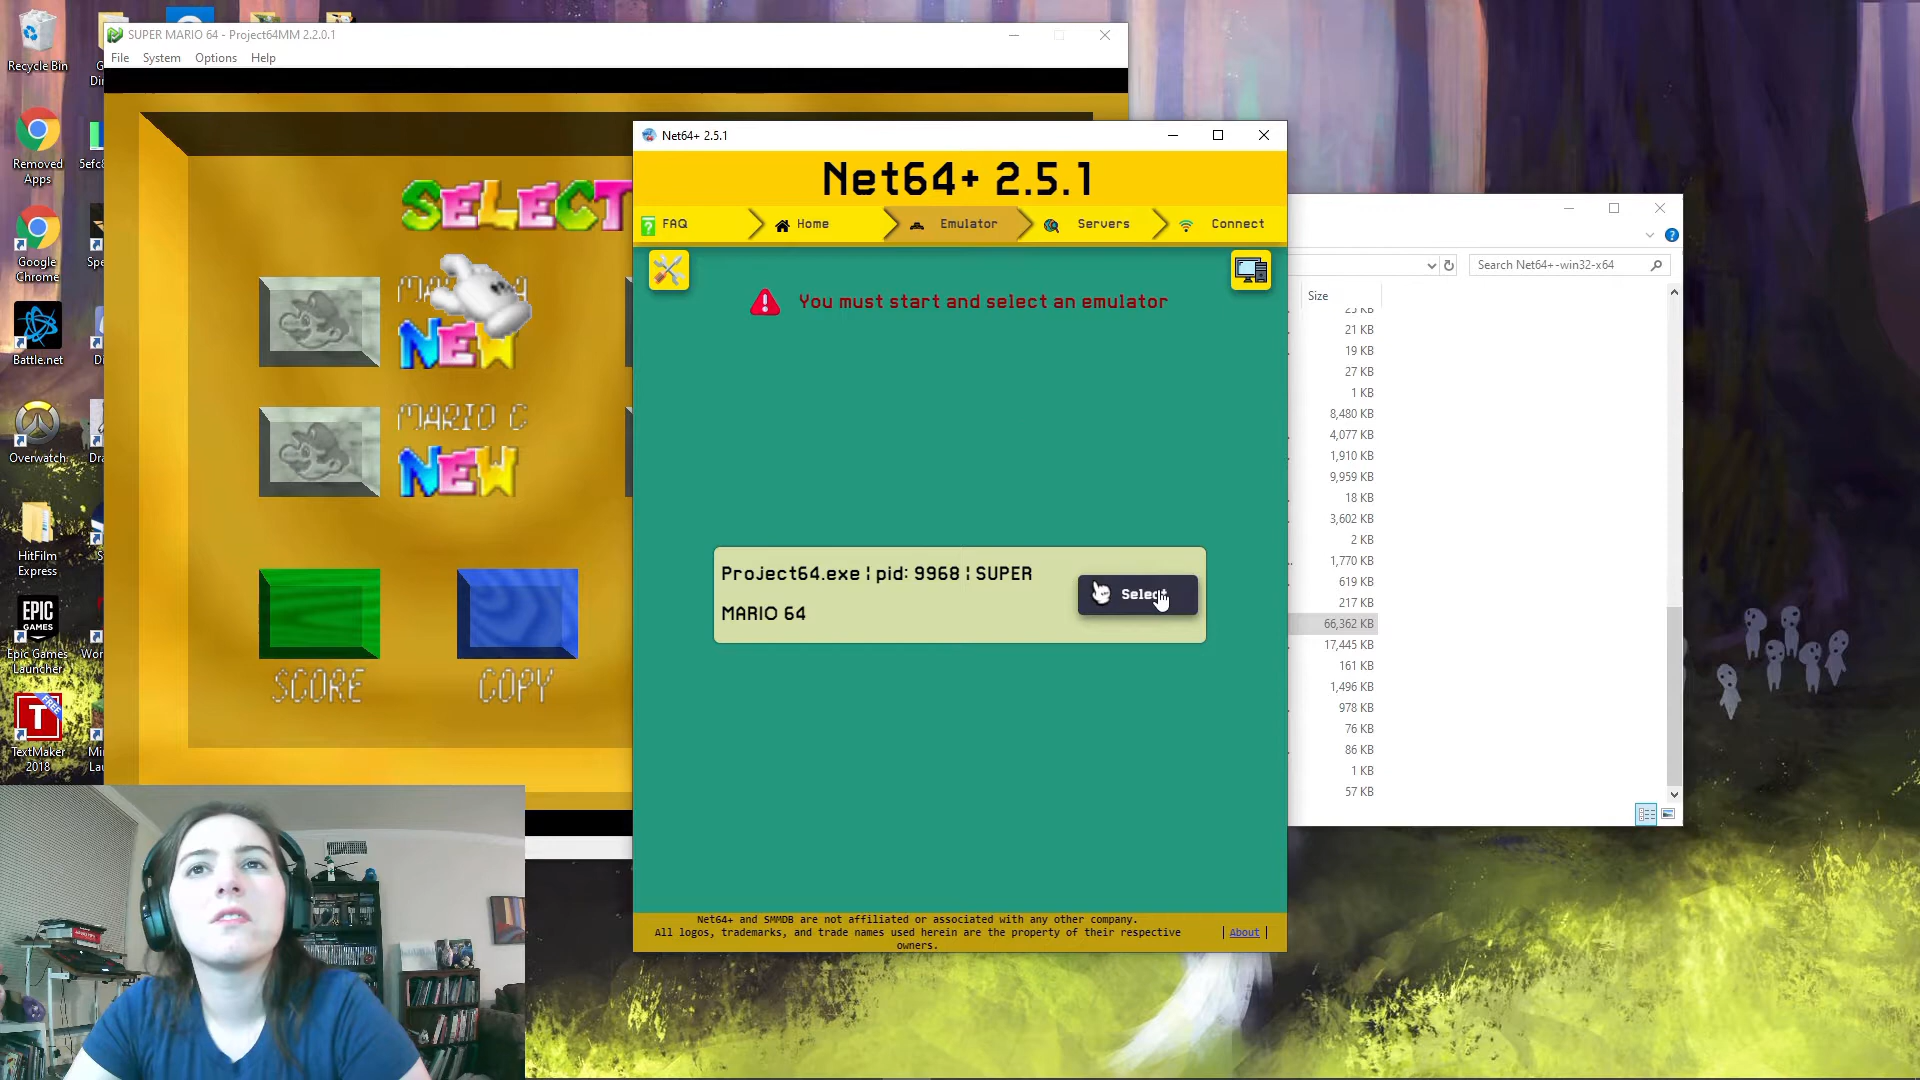 Recycle Bin
Removed
Apps
Google
Chrome
Battle.net
Overwatch
HitFilm
Express
EPIC
GAMES
Epic Games
Launcher
FREE
T
TextMaker
2018
SUPER MARIO 64 - Project64MM 2.2.0.1
File System Options Help
SELECT
NEW
MARIO C
NEW
SCORE COPY
Net64+ 2.5.1
Net64+ 2.5.1
FAQ Home Emulator Servers Connect
You must start and select an emulator
Project64.exe | pid: 9968 | SUPER
MARIO 64
Select
Net64+ and SMMDB are not affiliated or associated with any other company.
All logos, trademarks, and trade names used herein are the property of their respective
owners.
| About |
Search Net64+-win32-x64
Size
21 KB
19 KB
27 KB
1 KB
8,480 KB
4,077 KB
1,910 KB
9,959 KB
18 KB
3,602 KB
2 KB
1,770 KB
619 KB
217 KB
66,362 KB
17,445 KB
161 KB
1,496 KB
978 KB
76 KB
86 KB
1 KB
57 KB